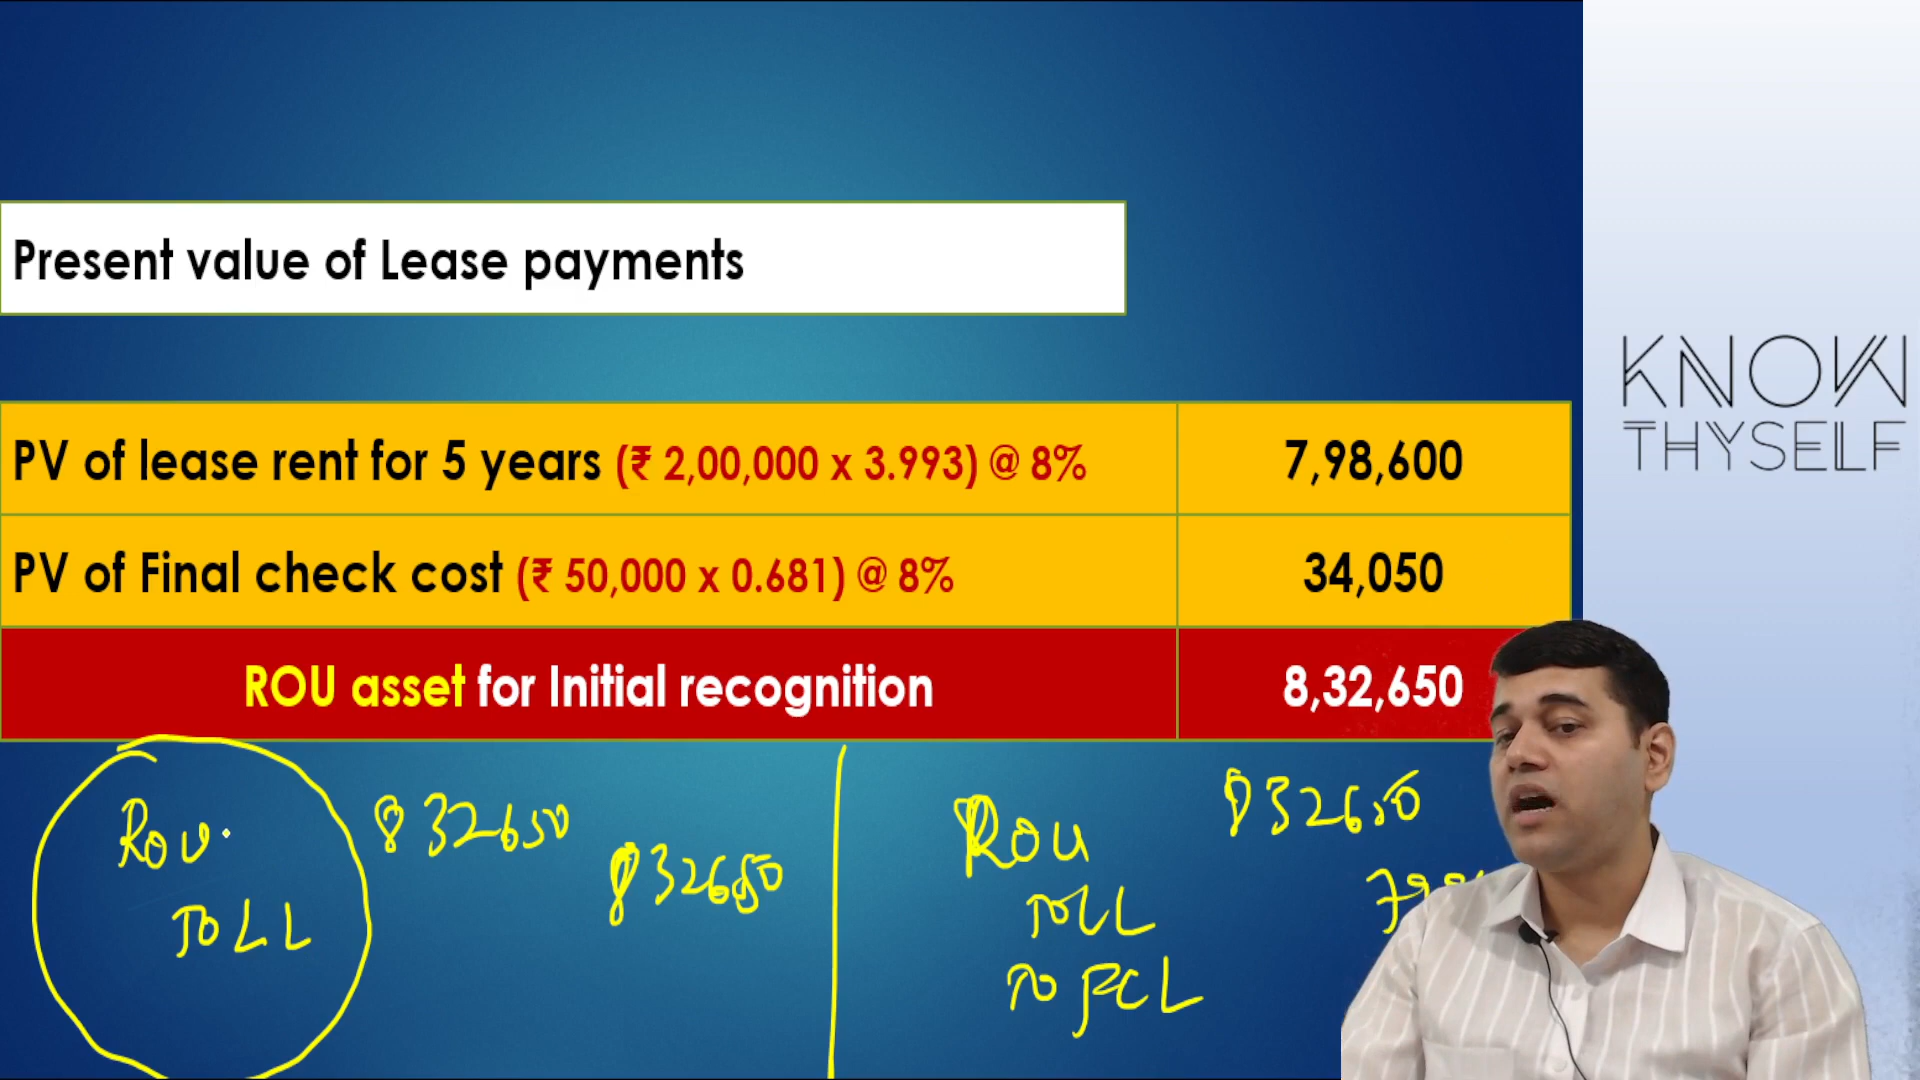 Present value of Lease payments
PV of lease rent for 5 years (₹ 2,00,000 x 3.993) @ 8% 7,98,600
PV of Final check cost (₹ 50,000 x 0.681) @ 8% 34,050
ROU asset for Initial recognition 8,32,650
KNOW
THYSELF
ROU 832650
TO LL 832650
ROU 832650
TO LL
TO FCL